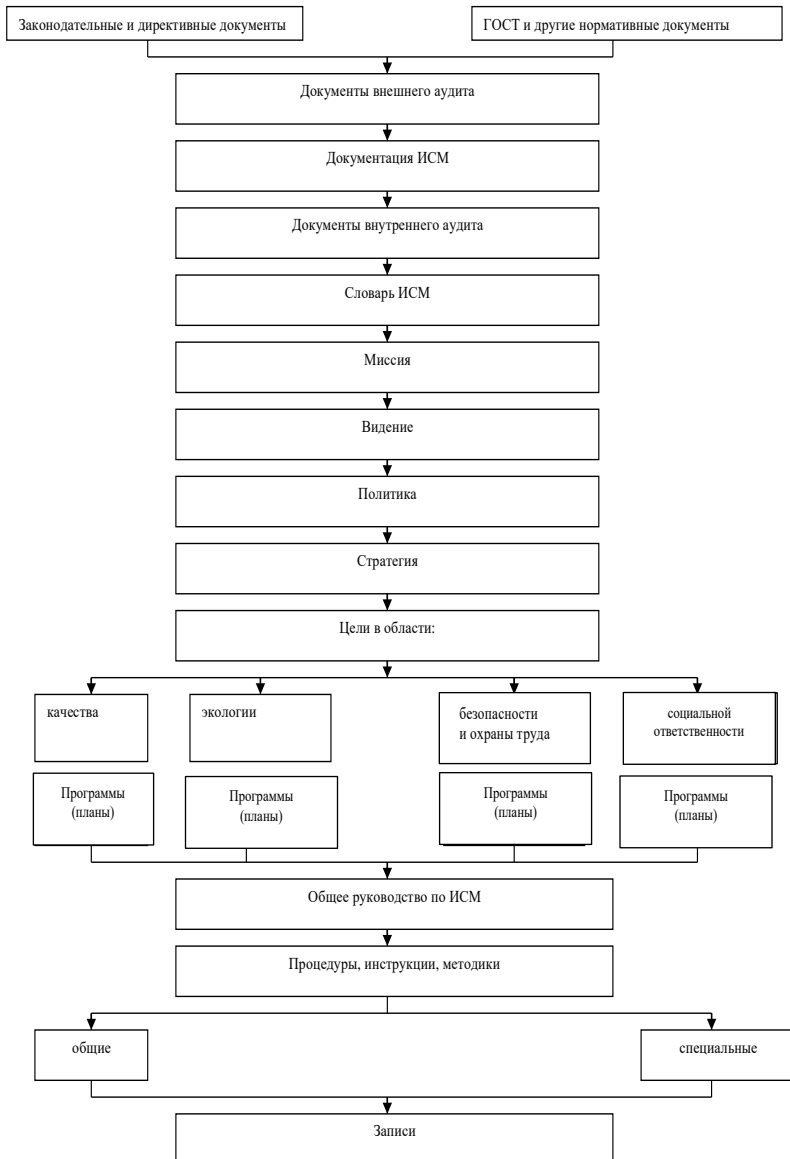 Законодательные и директивные документы
ГОСТ и другие нормативные документы
Документы внешнего аудита
Документация ИСМ
Документы внутреннего аудита
Словарь ИСМ
Миссия
Видение
Политика
Стратегия
Цели в области:
качества
экологии
безопасности
и охраны труда
социальной
ответственности
Программы
(планы)
Программы
(планы)
Программы
(планы)
Программы
(планы)
Общее руководство по ИСМ
Процедуры, инструкции, методики
общие
специальные
Записи